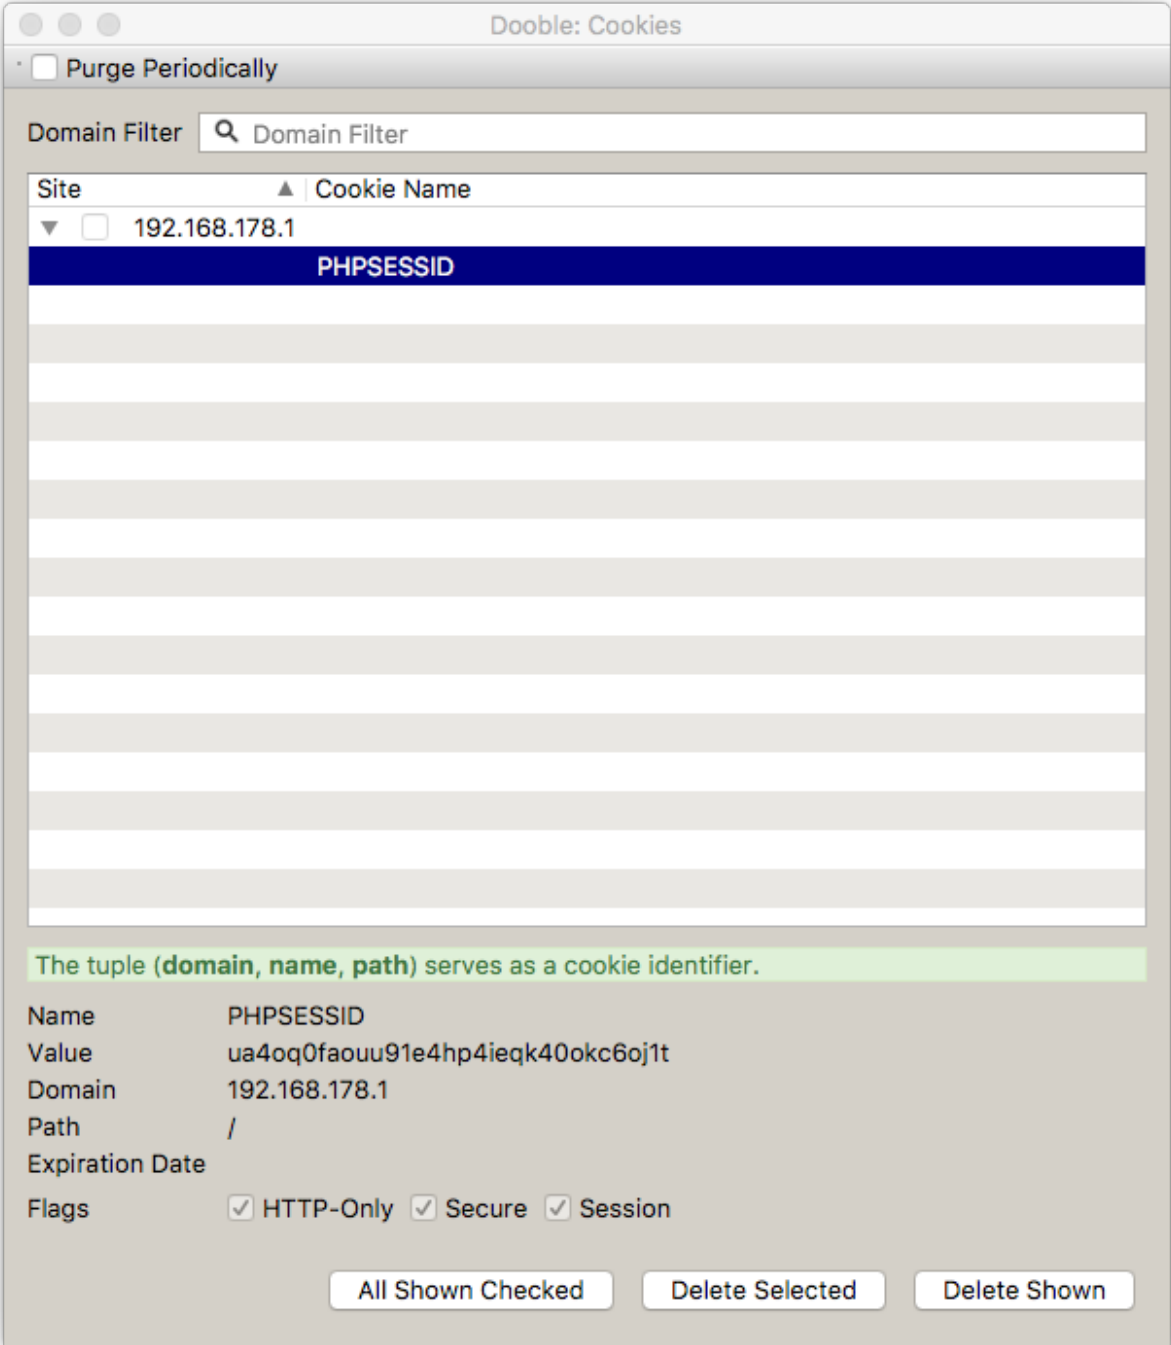 Dooble: Cookies
Purge Periodically
Domain Filter Domain Filter
Site Cookie Name
192.168.178.1
PHPSESSID
The tuple (domain, name, path) serves as a cookie identifier.
Name PHPSESSID
Value ua4oq0faouu91e4hp4ieqk40okc6oj1t
Domain 192.168.178.1
Path /
Expiration Date
Flags HTTP-Only Secure Session
All Shown Checked Delete Selected Delete Shown